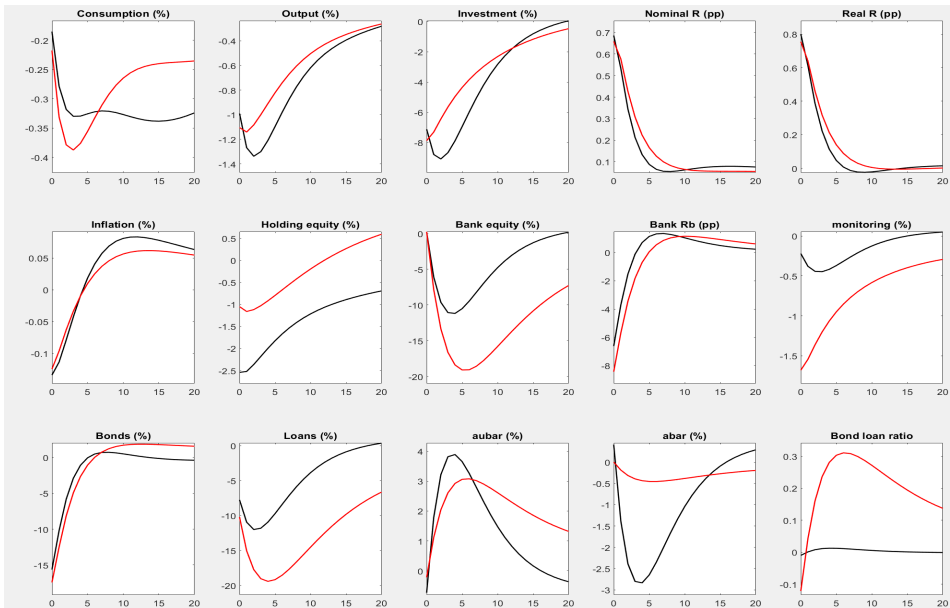 Consumption (%)
-0.2
-0.25
-0.3
-0.35
-0.4
0 5 10 15 20
Output (%)
-0.4
-0.6
-0.8
-1
-1.2
-1.4
0 5 10 15 20
Investment (%)
0
-2
-4
-6
-8
0 5 10 15 20
Nominal R (pp)
0.7
0.6
0.5
0.4
0.3
0.2
0.1
0 5 10 15 20
Real R (pp)
0.8
0.6
0.4
0.2
0
0 5 10 15 20
Inflation (%)
0.05
0
-0.05
-0.1
0 5 10 15 20
Holding equity (%)
0.5
0
-0.5
-1
-1.5
-2
-2.5
0 5 10 15 20
Bank equity (%)
0
-5
-10
-15
-20
0 5 10 15 20
Bank Rb (pp)
0
-2
-4
-6
-8
0 5 10 15 20
monitoring (%)
0
-0.5
-1
-1.5
0 5 10 15 20
Bonds (%)
0
-5
-10
-15
0 5 10 15 20
Loans (%)
0
-5
-10
-15
-20
0 5 10 15 20
aubar (%)
4
3
2
1
0
0 5 10 15 20
abar (%)
0
-0.5
-1
-1.5
-2
-2.5
-3
0 5 10 15 20
Bond loan ratio
0.3
0.2
0.1
0
-0.1
0 5 10 15 20